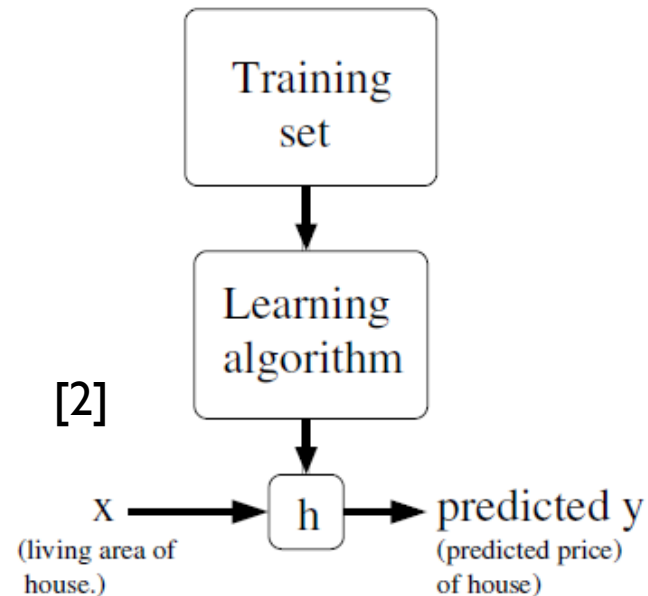 Training
set
Learning
algorithm
[2]
x
h
predicted y
(living area of
house.)
(predicted price)
of house)